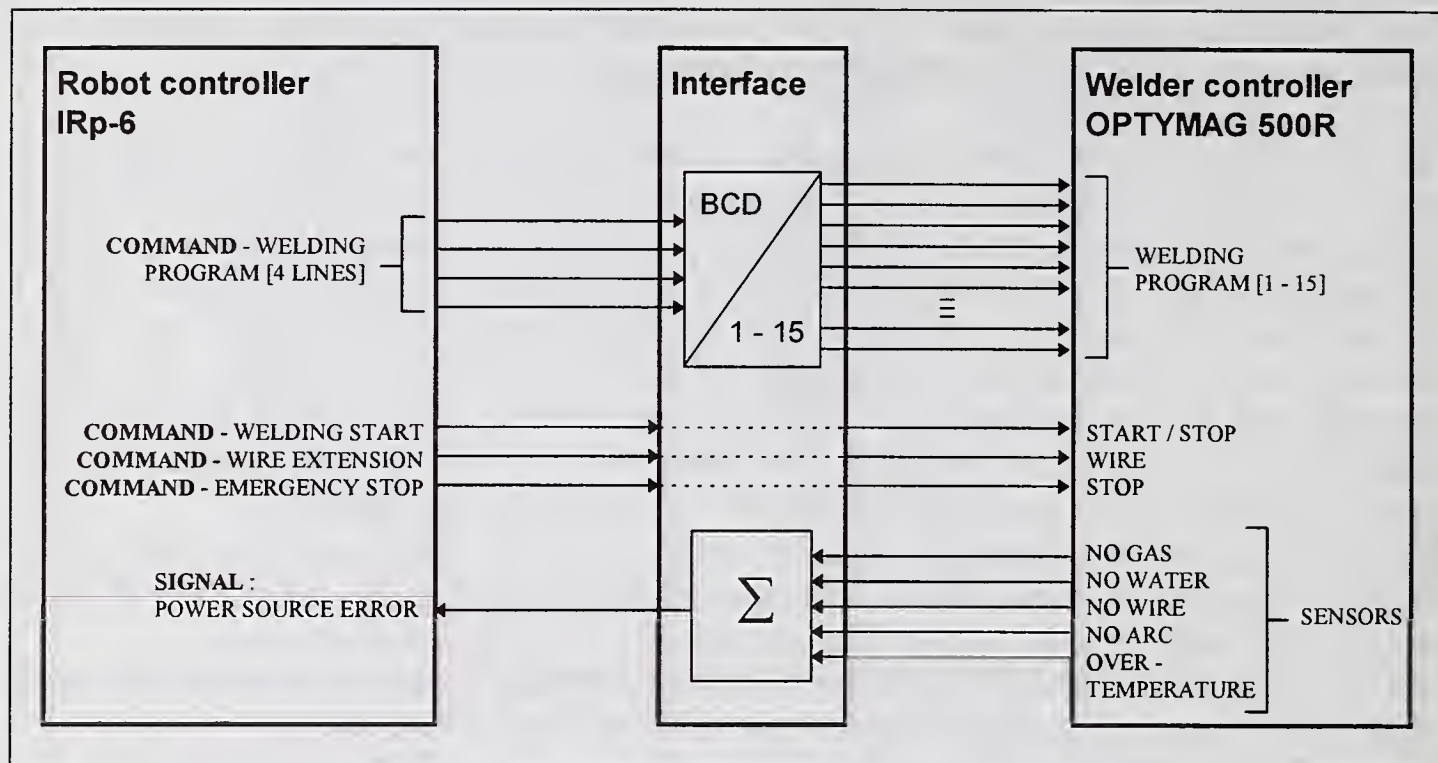 Robot controller
IRp-6
COMMAND - WELDING
PROGRAM [4 LINES]
COMMAND - WELDING START
COMMAND - WIRE EXTENSION
COMMAND - EMERGENCY STOP
SIGNAL :
POWER SOURCE ERROR
Interface
BCD
1 - 15
Σ
Welder controller
OPTYMAG 500R
WELDING
PROGRAM [1 - 15]
START / STOP
WIRE
STOP
NO GAS
NO WATER
NO WIRE
NO ARC
OVER -
TEMPERATURE
SENSORS